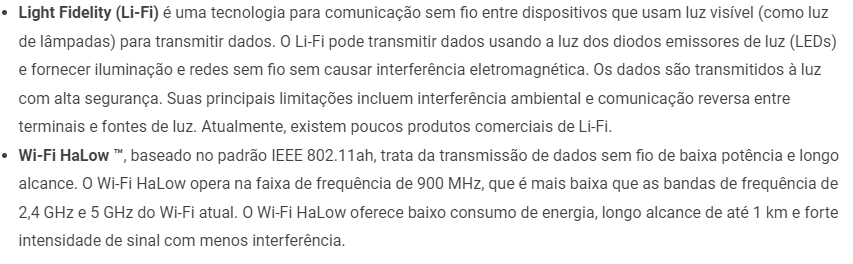 • Light Fidelity (Li-Fi) é uma tecnologia para comunicação sem fio entre dispositivos que usam luz visível (como luz
de lâmpadas) para transmitir dados. O Li-Fi pode transmitir dados usando a luz dos diodos emissores de luz (LEDs)
e fornecer iluminação e redes sem fio sem causar interferência eletromagnética. Os dados são transmitidos à luz
com alta segurança. Suas principais limitações incluem interferência ambiental e comunicação reversa entre
terminais e fontes de luz. Atualmente, existem poucos produtos comerciais de Li-Fi.
• Wi-Fi HaLow ™, baseado no padrão IEEE 802.11ah, trata da transmissão de dados sem fio de baixa potência e longo
alcance. O Wi-Fi HaLow opera na faixa de frequência de 900 MHz, que é mais baixa que as bandas de frequência de
2,4 GHz e 5 GHz do Wi-Fi atual. O Wi-Fi HaLow oferece baixo consumo de energia, longo alcance de até 1 km e forte
intensidade de sinal com menos interferência.